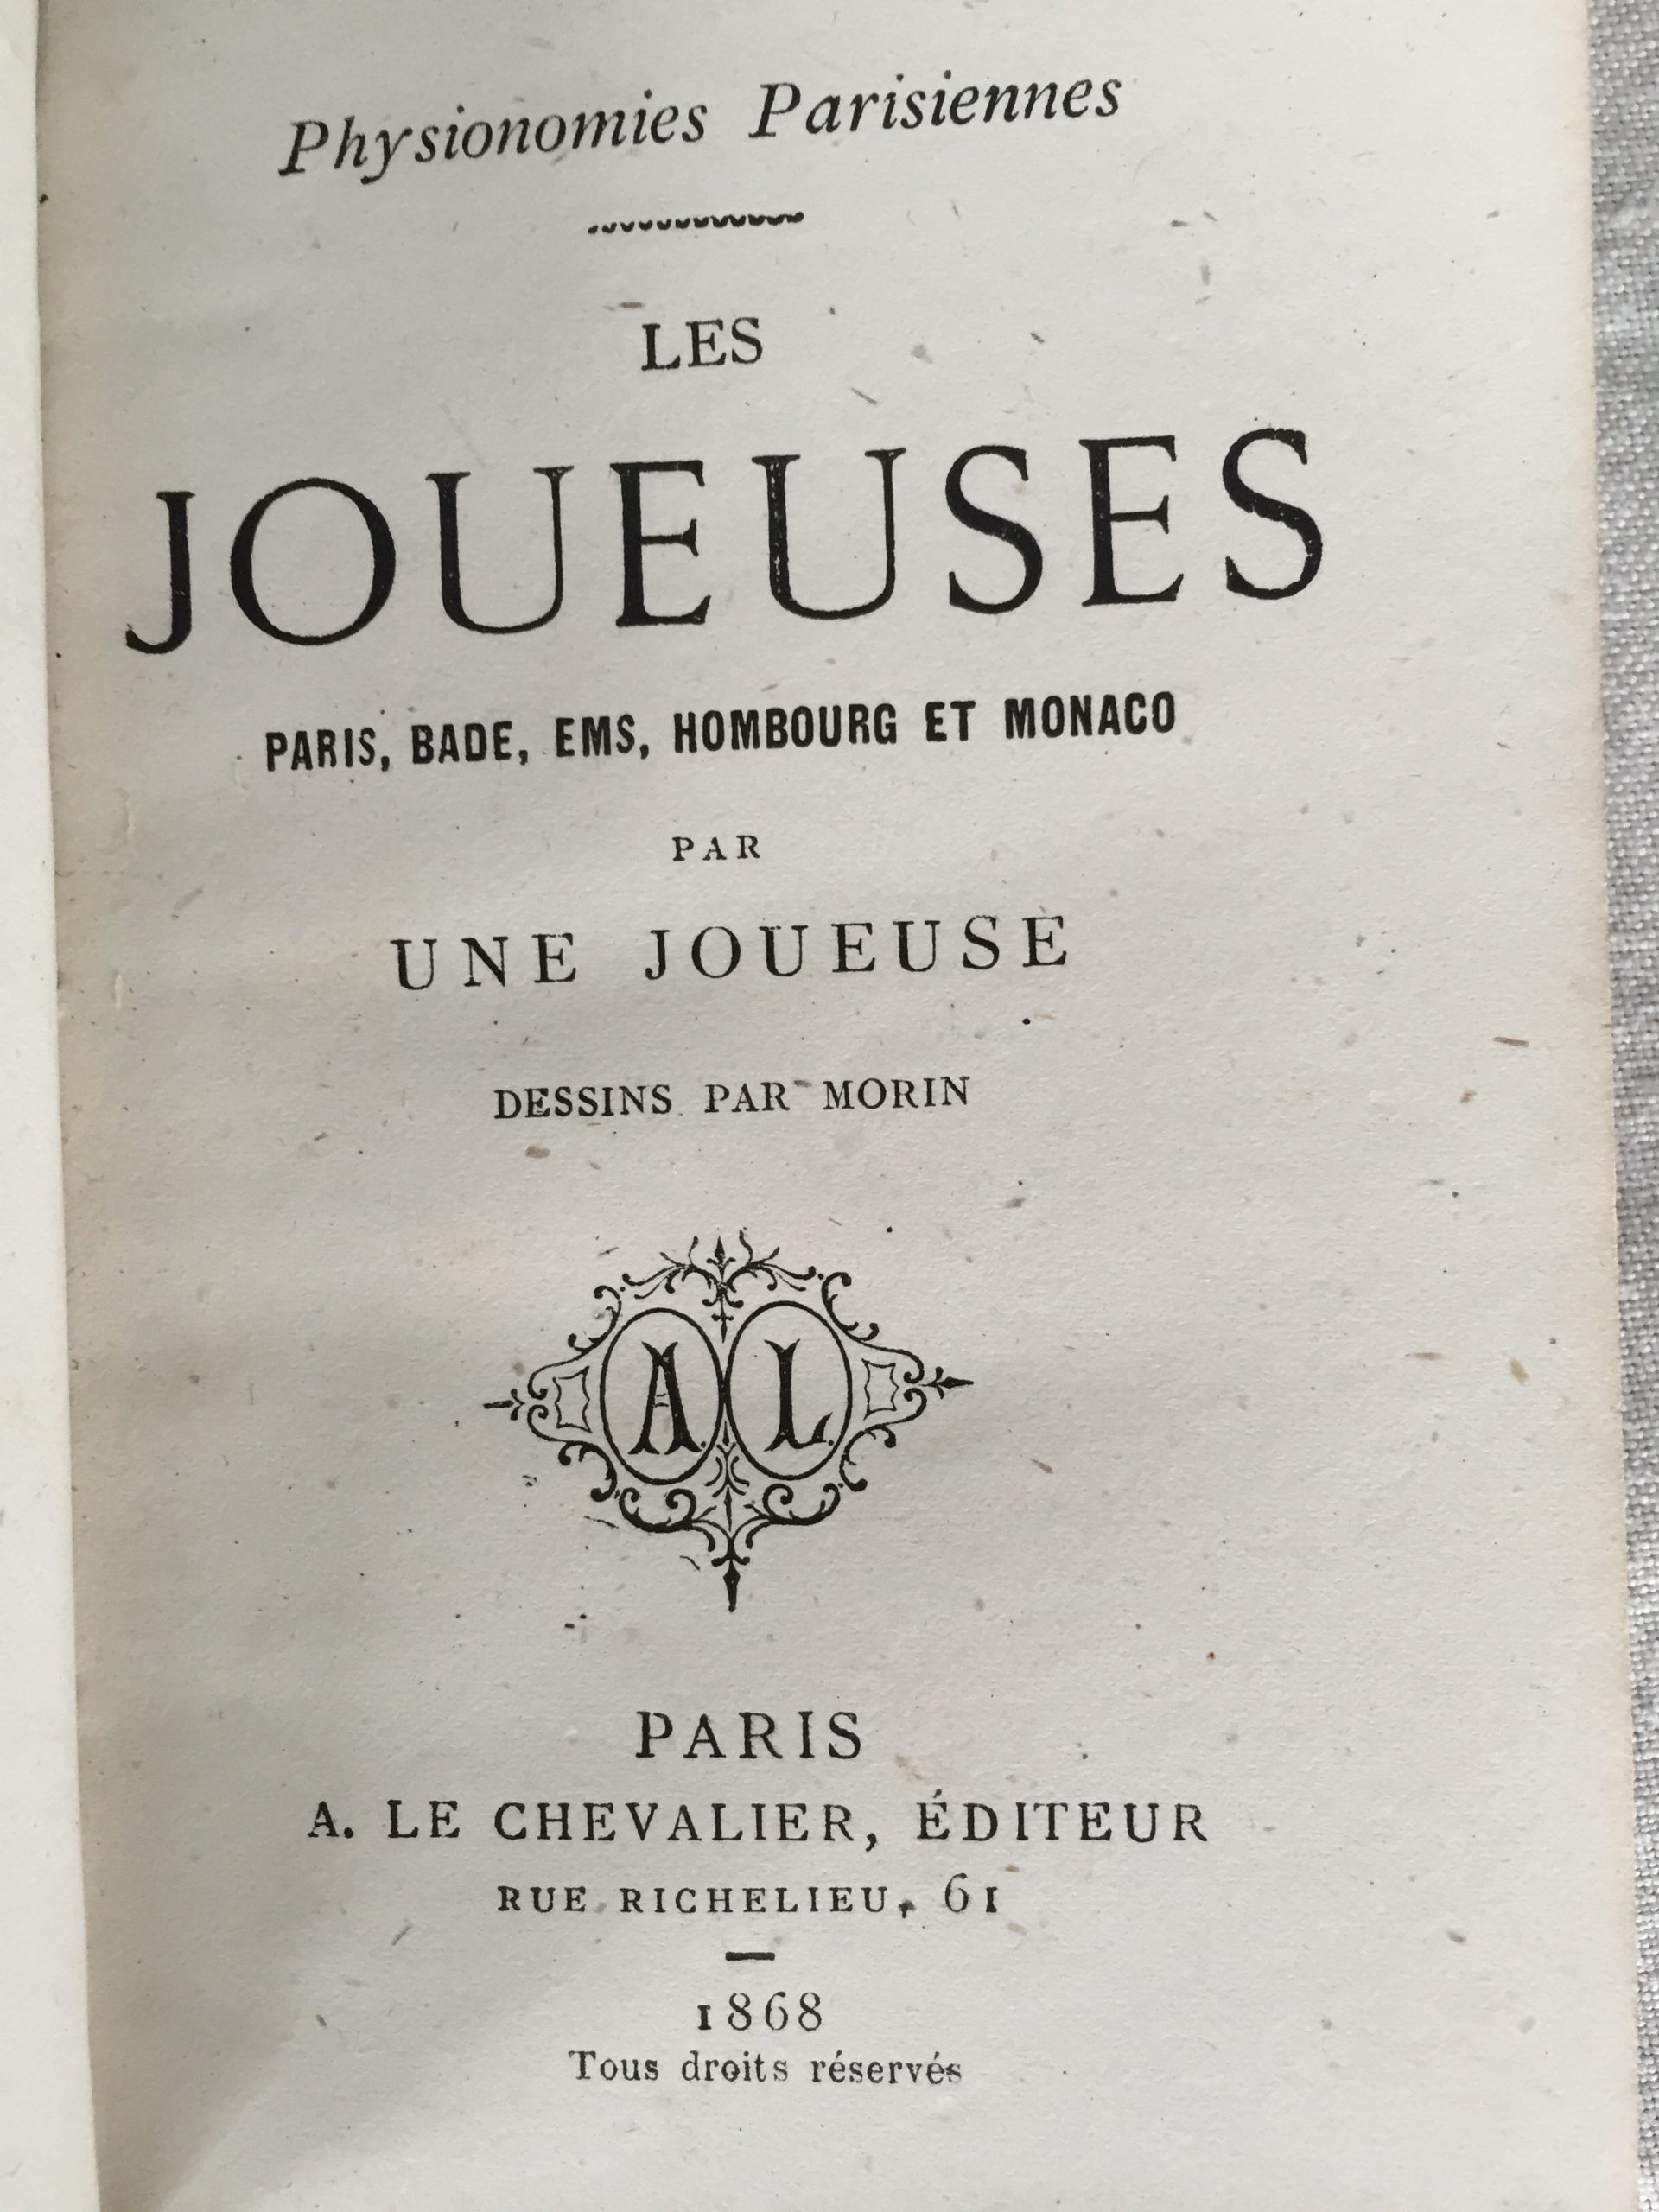 Physionomies Parisiennes
LES
JOUEUSES
PARIS, BADE, EMS, HOMBOURG ET MONACO
PAR
UNE JOUEUSE
DESSINS PAR MORIN
A L
PARIS
A. LE CHEVALIER, ÉDITEUR
RUE RICHELIEU, 61
1868
Tous droits réservés